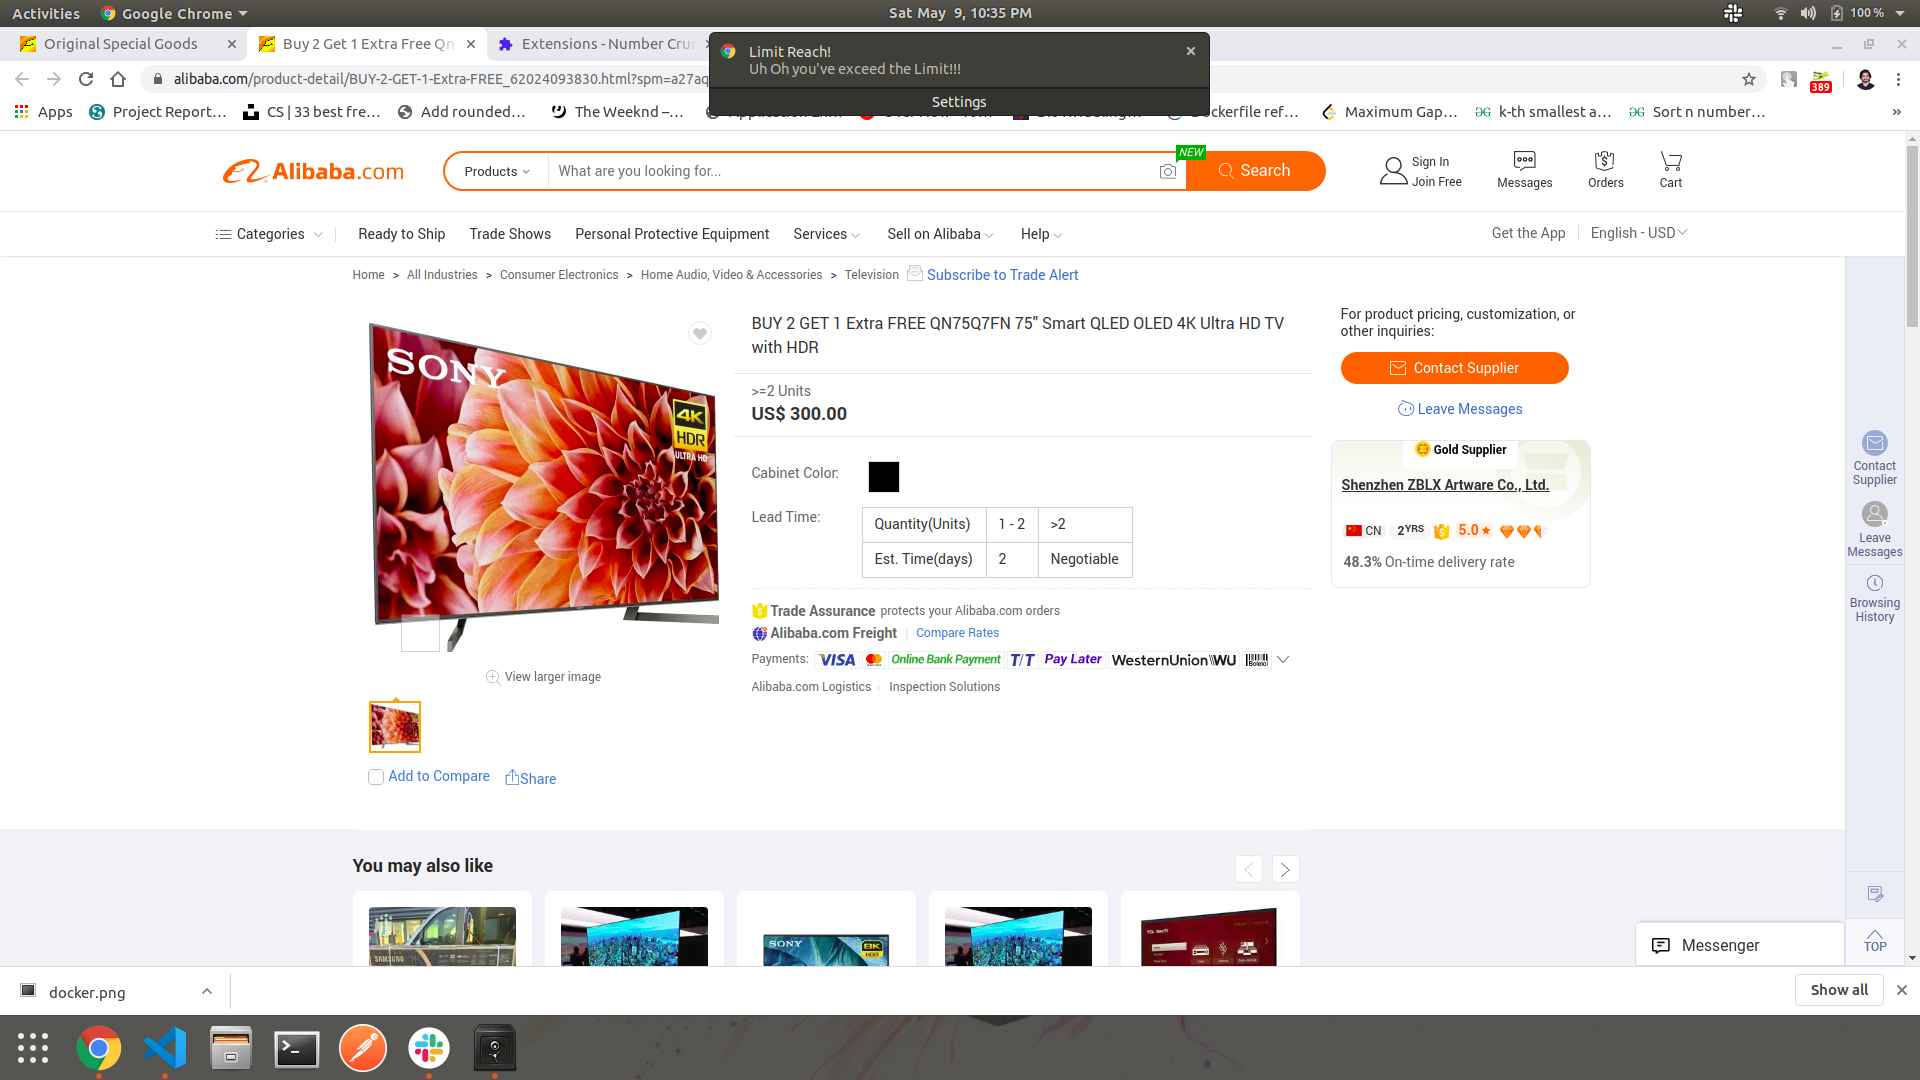 Activities
Google Chrome
Sat May 9, 10:35 PM
100 %
Original Special Goods
Buy 2 Get 1 Extra Free Qn
Extensions - Number Crun
Limit Reach!
Uh Oh you've exceed the Limit!!!
Settings
alibaba.com/product-detail/BUY-2-GET-1-Extra-FREE_62024093830.html?spm=a27aq
389
Apps
Project Report…
CS | 33 best fre…
Add rounded…
The Weeknd –…
Dockerfile ref…
Maximum Gap…
k-th smallest a…
Sort n number…
»
Alibaba.com
Products
What are you looking for...
NEW
Search
Sign In
Join Free
Messages
Orders
Cart
Categories
Ready to Ship
Trade Shows
Personal Protective Equipment
Services
Sell on Alibaba
Help
Get the App
English - USD
Home > All Industries > Consumer Electronics > Home Audio, Video & Accessories > Television
Subscribe to Trade Alert
SONY
4K
HDR
ULTRA HD
View larger image
Add to Compare
Share
BUY 2 GET 1 Extra FREE QN75Q7FN 75" Smart QLED OLED 4K Ultra HD TV
with HDR
>=2 Units
US$ 300.00
Cabinet Color:
Lead Time:
Quantity(Units) 1 - 2 >2
Est. Time(days) 2 Negotiable
Trade Assurance protects your Alibaba.com orders
Alibaba.com Freight | Compare Rates
Payments: VISA Online Bank Payment T/T Pay Later WesternUnion WU Boleto
Alibaba.com Logistics
Inspection Solutions
For product pricing, customization, or
other inquiries:
Contact Supplier
Leave Messages
Gold Supplier
Shenzhen ZBLX Artware Co., Ltd.
CN 2YRS 5.0
48.3% On-time delivery rate
Contact
Supplier
Leave
Messages
Browsing
History
TOP
You may also like
SAMSUNG
SONY
8K
HDR
Messenger
docker.png
Show all